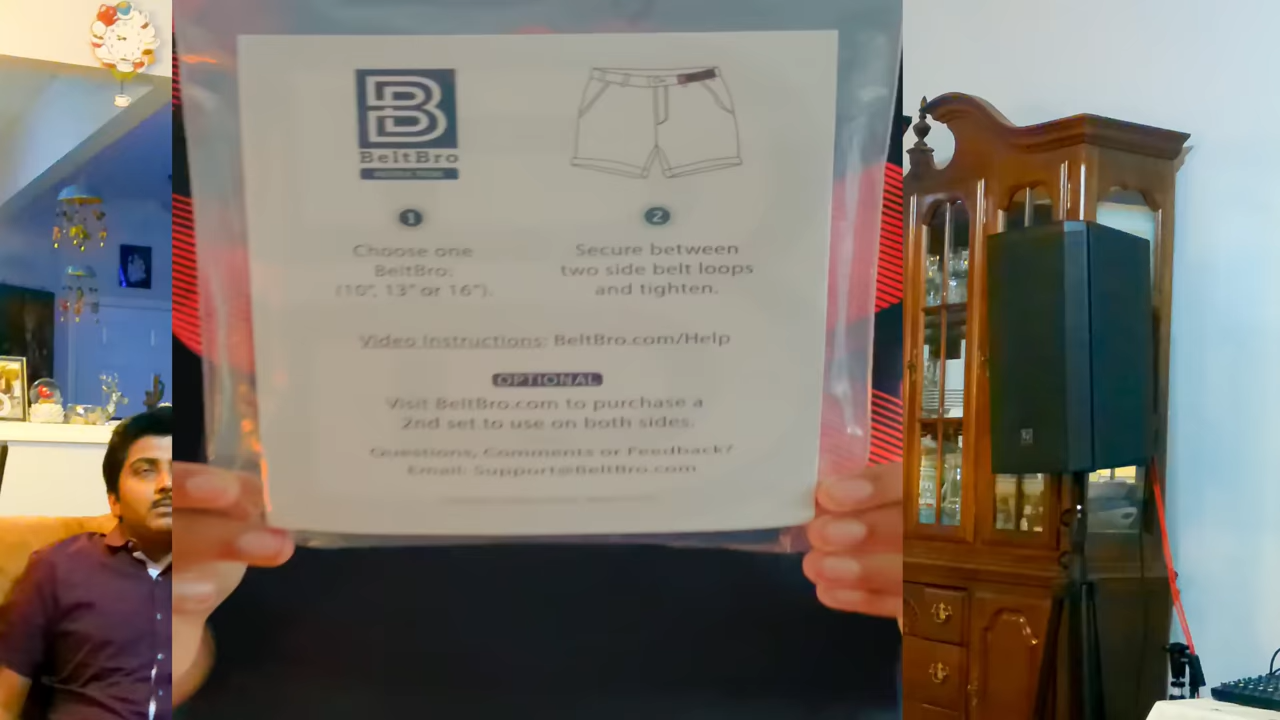 B
BeltBro
INSTRUCTIONS
1
Choose one
BeltBro.
(10", 13" or 16").
2
Secure between
two side belt loops
and tighten.
Video Instructions: BeltBro.com/Help
OPTIONAL
Visit BeltBro.com to purchase a
2nd set to use on both sides.
Questions, Comments or Feedback?
Email: Support@BeltBro.com